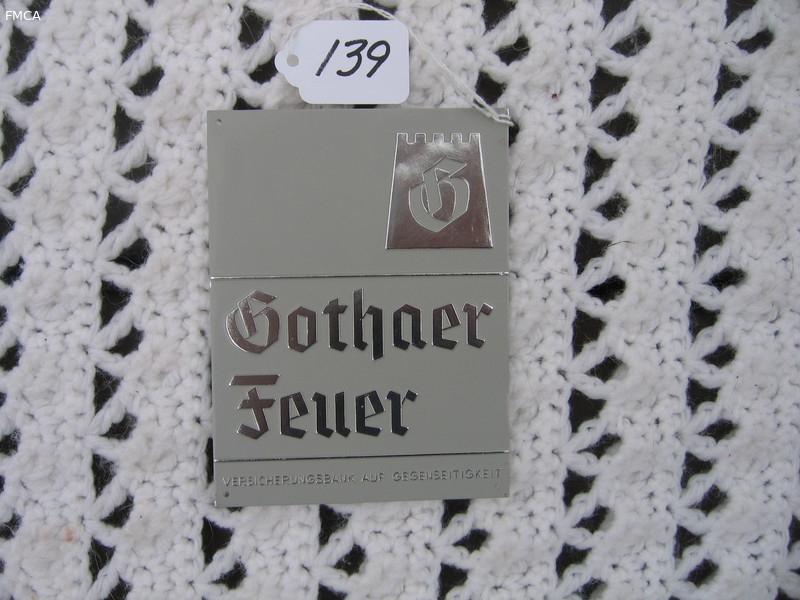 FMCA
139
G
Gothaer
Feuer
VERSICHERUNGSBANK AUF GEGENSEITIGKEIT